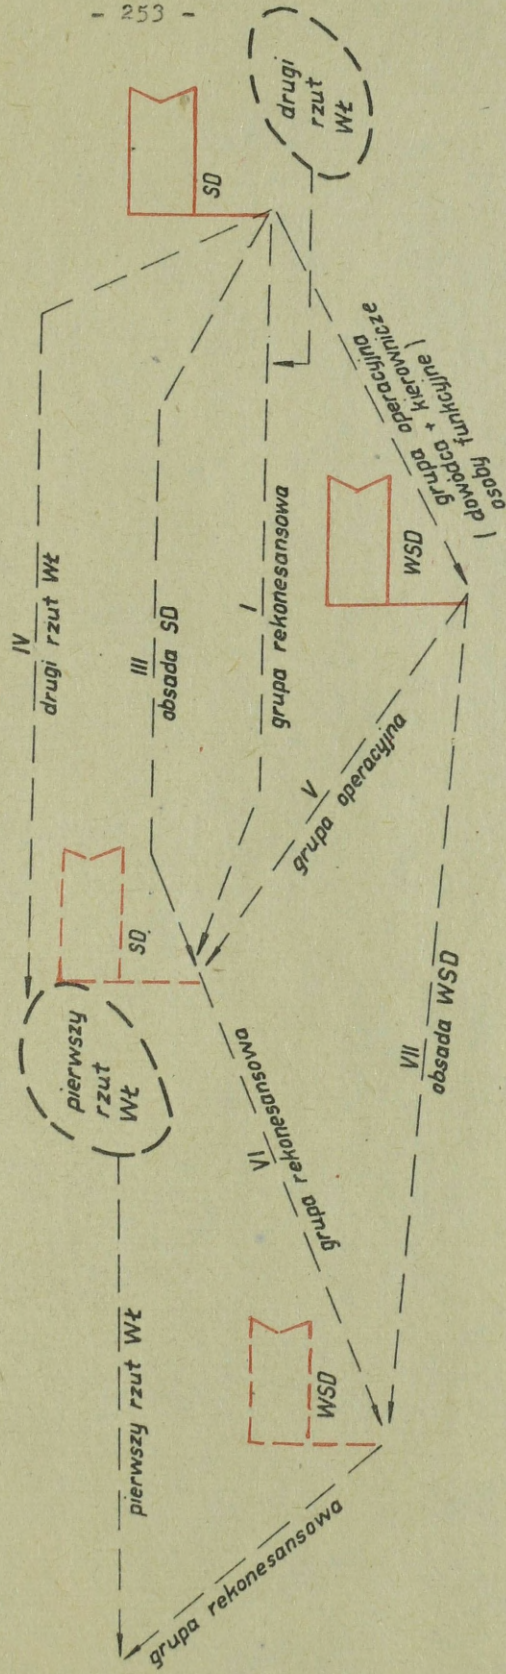 - 253 -
drugi
rzut
WŁ
SD
IV
drugi rzut WŁ
III
obsada SD
I
grupa rekonesansowa
grupa operacyjna
( dowódca + kierownicze
osoby funkcyjne )
WSD
V
grupa operacyjna
SD
pierwszy
rzut
WŁ
VI
grupa rekonesansowa
VII
obsada WSD
pierwszy rzut WŁ
WSD
grupa rekonesansowa